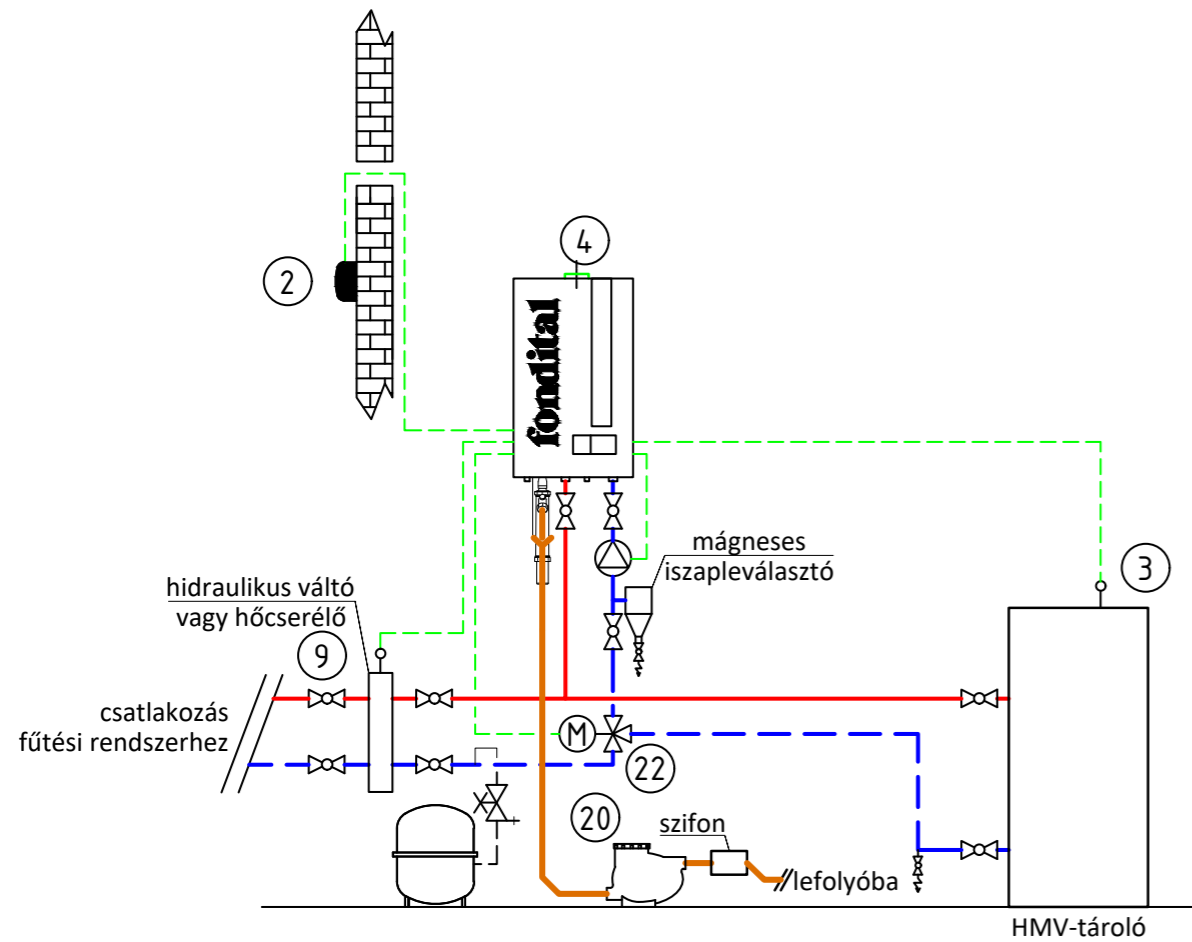 4
2
fondital
mágneses
iszapleválasztó
3
hidraulikus váltó
vagy hőcserélő
9
csatlakozás
fűtési rendszerhez
M
22
20
szifon
lefolyóba
HMV-tároló